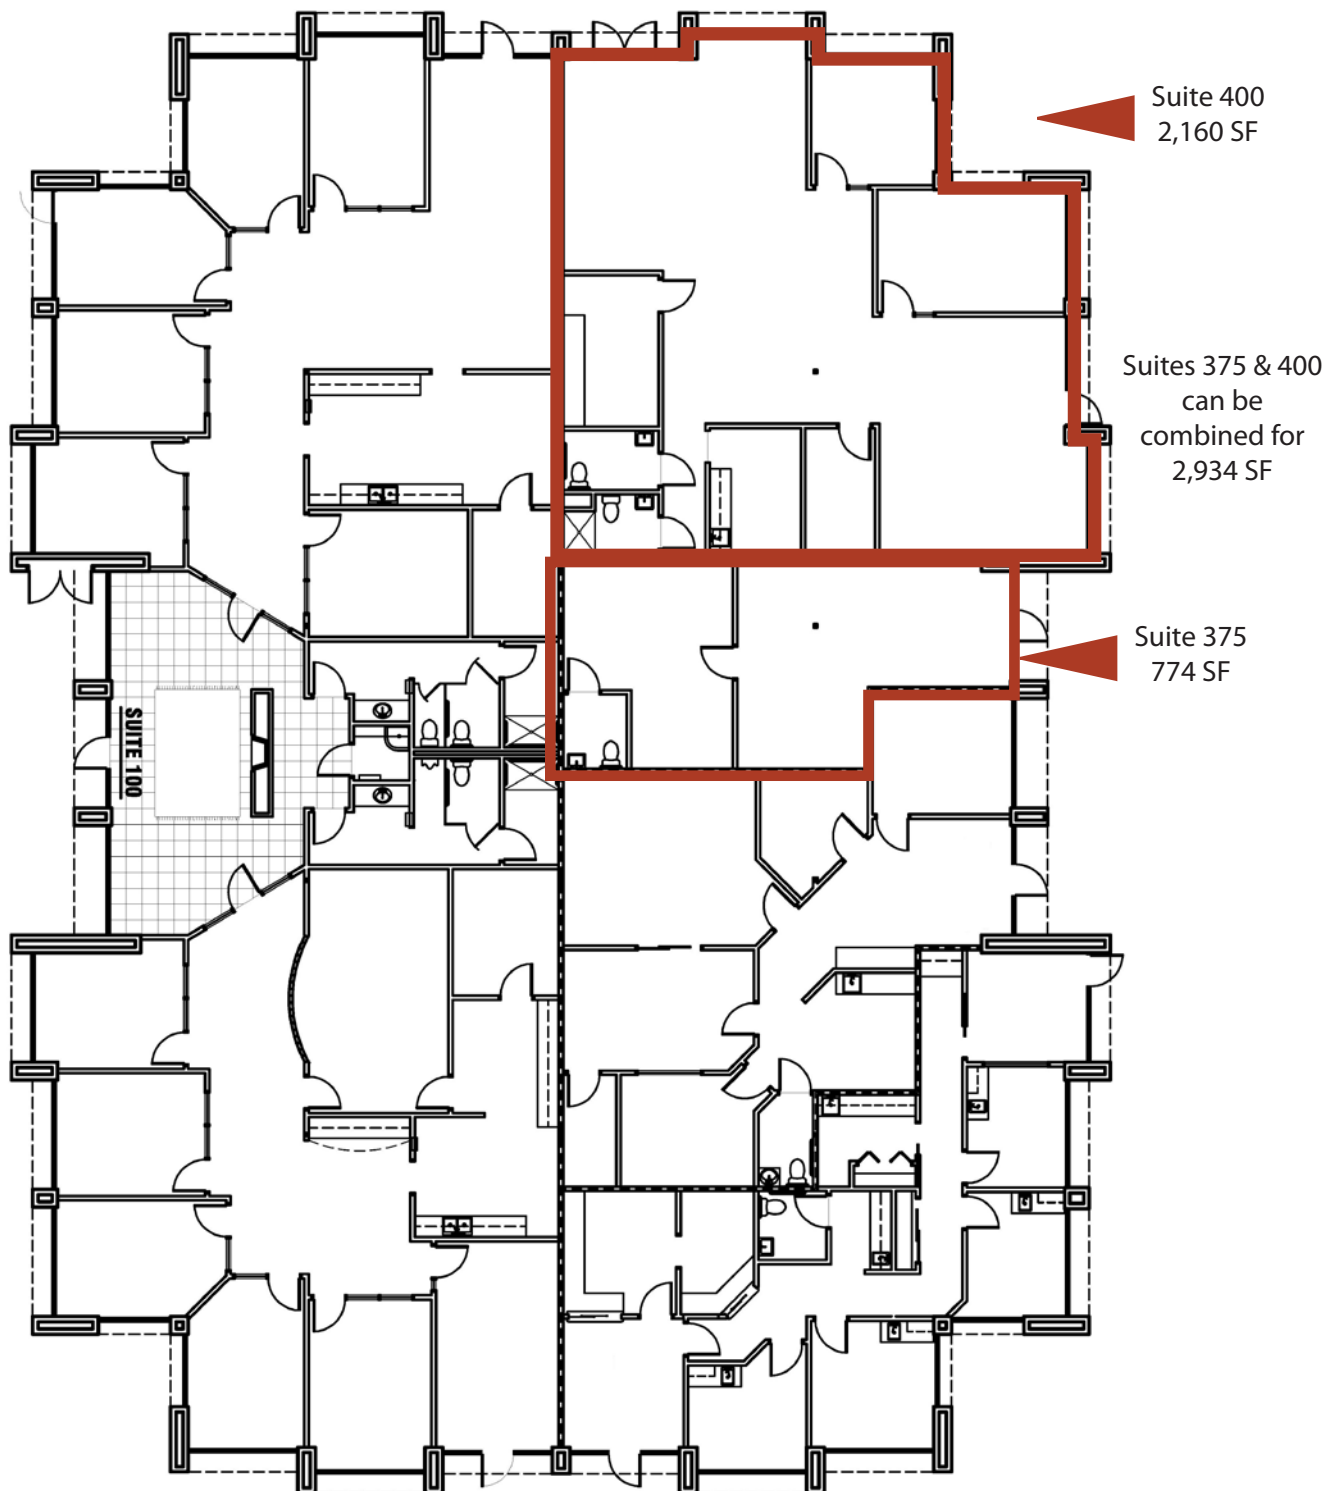 Suite 400
2,160 SF
Suites 375 & 400
can be
combined for
2,934 SF
Suite 375
774 SF
SUITE 100